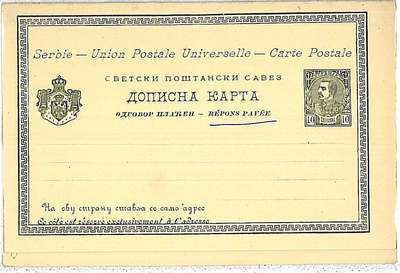 Serbie — Union Postale Universelle — Carte Postale
СВЕТСКИ ПОШТАНСКИ САВЕЗ
ДОПИСНА КАРТА
ОДГОВОР ПЛАЋЕН — RÉPONS PAYÉE
10 10
На ову страну ставља се само адрес
Ce côté est réservé exclusivement à l'adresse